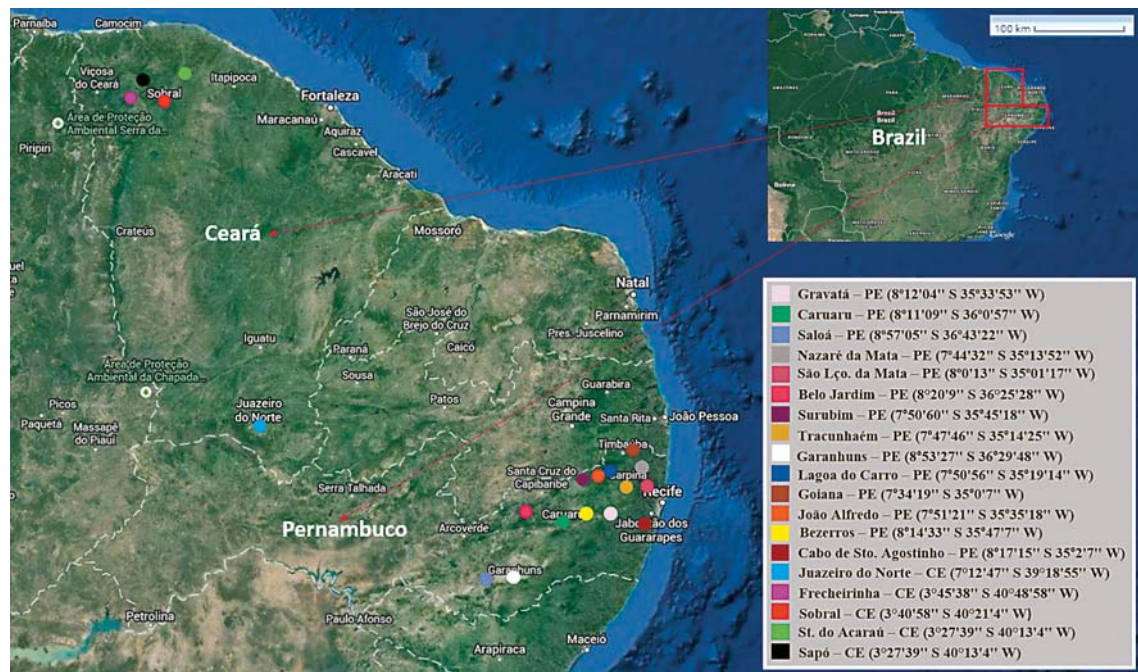 Parnaíba
Camocim
Viçosa
do Ceará
Sobral
Itapipoca
Fortaleza
Maracanaú
Aquiraz
Cascavel
Aracati
Área de Proteção
Ambiental Serra da...
Piripiri
Crateús
Ceará
Mossoró
Natal
Parnamirim
São José do
Brejo do Cruz
Pres. Juscelino
Iguatu
Paraná
Caicó
Sousa
Área de Proteção
Ambiental da Chapada...
Picos
Paquetá
Massapê
do Piauí
Juazeiro
do Norte
Patos
Guarabira
Campina
Grande
Santa Rita
João Pessoa
Timbaúba
Santa Cruz do
Capibaribe
Carpina
Serra Talhada
Recife
Pernambuco
Arcoverde
Caruaru
Jaboatão dos
Guararapes
Garanhuns
Petrolina
Paulo Afonso
Arapiraca
Maceió
100 km
Brasil
Brazil
Brazil
Bolivia
Google
Gravatá – PE (8º12'04'' S 35º33'53'' W)
Caruaru – PE (8º11'09'' S 36º0'57'' W)
Saloá – PE (8º57'05'' S 36º43'22'' W)
Nazaré da Mata – PE (7°44'32'' S 35°13'52'' W)
São Lço. da Mata – PE (8°0'13'' S 35°01'17'' W)
Belo Jardim – PE (8°20'9'' S 36°25'28'' W)
Surubim – PE (7°50'60'' S 35°45'18'' W)
Tracunhaém – PE (7°47'46'' S 35°14'25'' W)
Garanhuns – PE (8°53'27'' S 36°29'48'' W)
Lagoa do Carro – PE (7°50'56'' S 35°19'14'' W)
Goiana – PE (7°34'19'' S 35°0'7'' W)
João Alfredo – PE (7°51'21'' S 35°35'18'' W)
Bezerros – PE (8°14'33'' S 35°47'7'' W)
Cabo de Sto. Agostinho – PE (8°17'15'' S 35°2'7'' W)
Juazeiro do Norte – CE (7°12'47'' S 39°18'55'' W)
Frecheirinha – CE (3°45'38'' S 40°48'58'' W)
Sobral – CE (3°40'58'' S 40°21'4'' W)
St. do Acaraú – CE (3°27'39'' S 40°13'4'' W)
Sapó – CE (3°27'39'' S 40°13'4'' W)